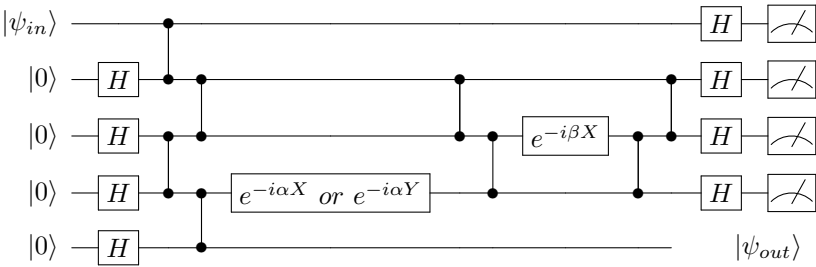 |ψ_in⟩ H
|0⟩ H H
|0⟩ H e^{-iβX} H
|0⟩ H e^{-iαX} or e^{-iαY} H
|0⟩ H |ψ_out⟩